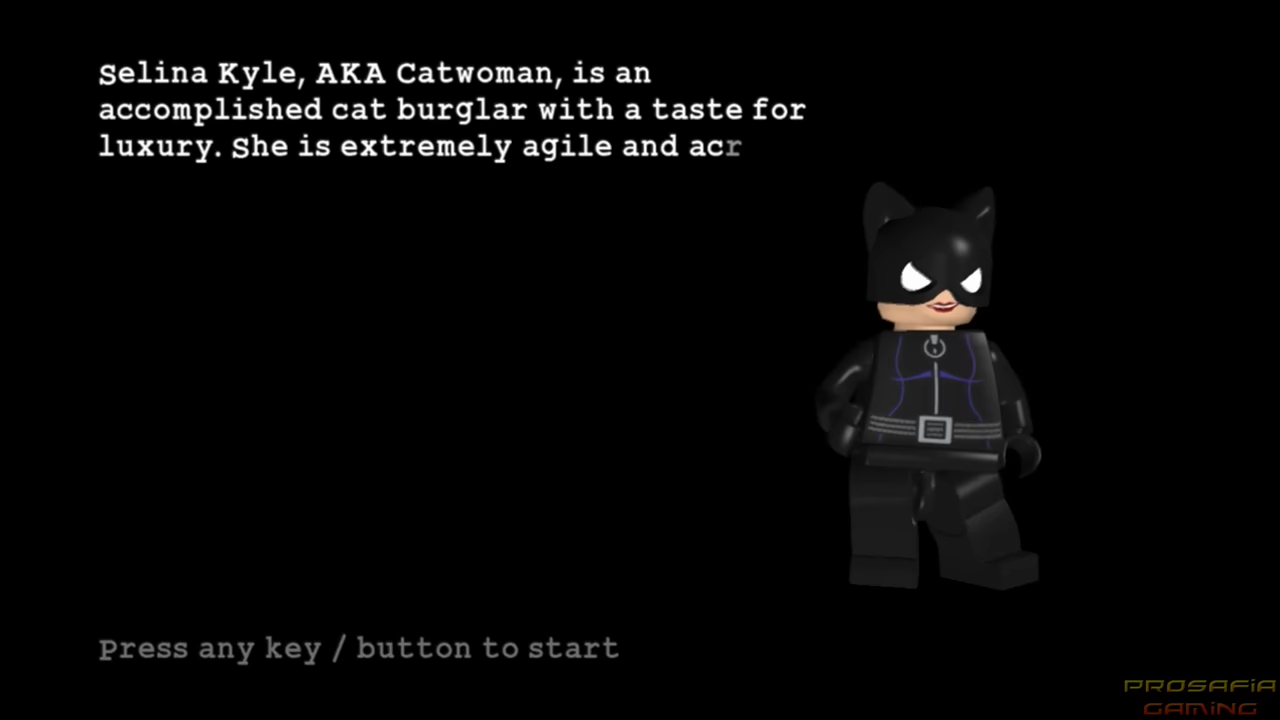 Selina Kyle, AKA Catwoman, is an
accomplished cat burglar with a taste for
luxury. She is extremely agile and acr
Press any key / button to start
PROSAFiA
GAMiNG